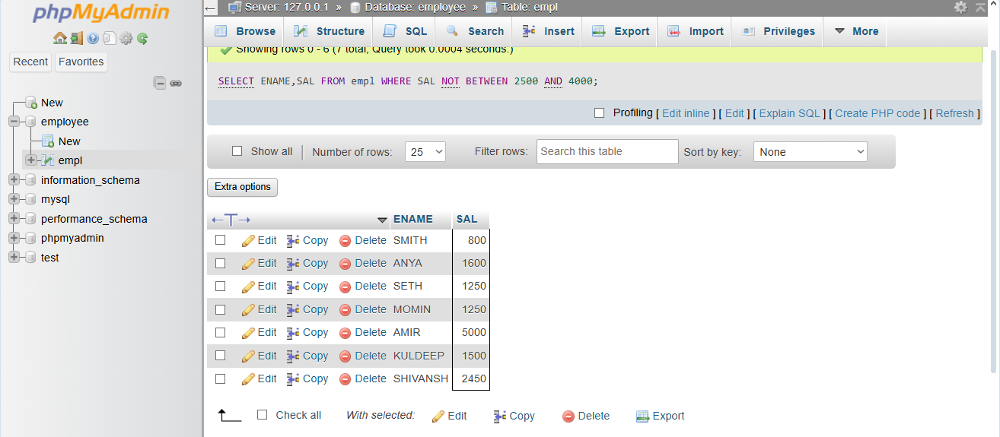 phpMyAdmin
Recent Favorites
New
employee
New
empl
information_schema
mysql
performance_schema
phpmyadmin
test
Server: 127.0.0.1 » Database: employee » Table: empl
Browse Structure SQL Search Insert Export Import Privileges More
Showing rows 0 - 6 (7 total, Query took 0.0004 seconds.)
SELECT ENAME,SAL FROM empl WHERE SAL NOT BETWEEN 2500 AND 4000;
Profiling [ Edit inline ] [ Edit ] [ Explain SQL ] [ Create PHP code ] [ Refresh ]
Show all | Number of rows: 25 Filter rows: Search this table Sort by key: None
Extra options
←T→ ENAME SAL
Edit Copy Delete SMITH 800
Edit Copy Delete ANYA 1600
Edit Copy Delete SETH 1250
Edit Copy Delete MOMIN 1250
Edit Copy Delete AMIR 5000
Edit Copy Delete KULDEEP 1500
Edit Copy Delete SHIVANSH 2450
Check all With selected: Edit Copy Delete Export